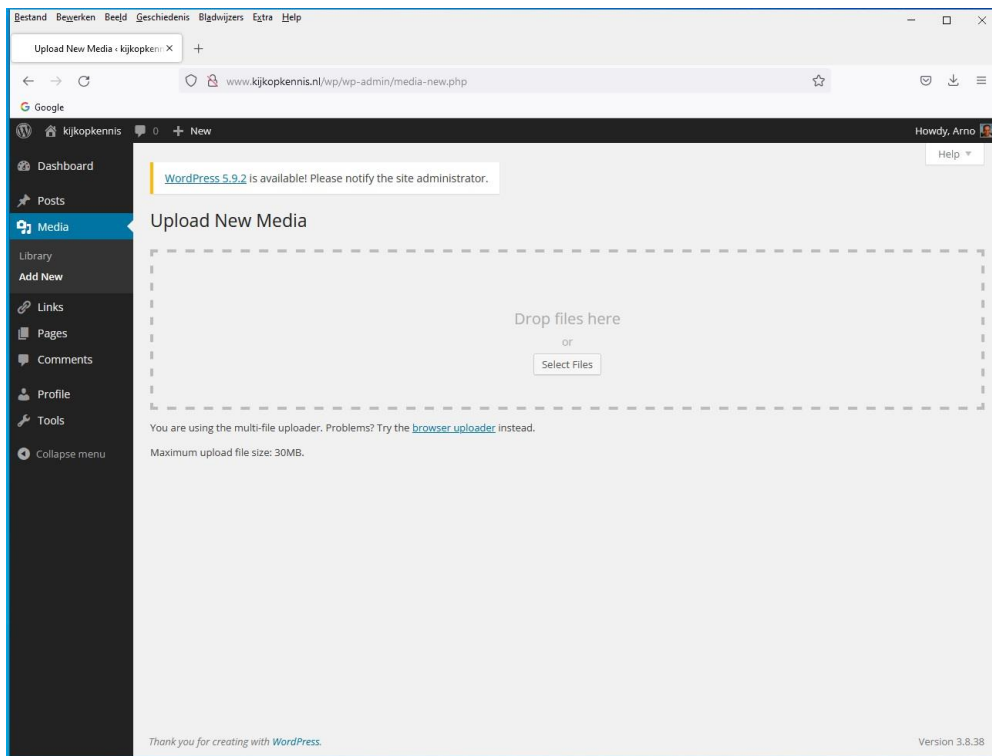 Bestand Bewerken Beeld Geschiedenis Bladwijzers Extra Help
Upload New Media ‹ kijkopkenn
www.kijkopkennis.nl/wp/wp-admin/media-new.php
Google
kijkopkennis 0 + New Howdy, Arno
Help
Dashboard
WordPress 5.9.2 is available! Please notify the site administrator.
Posts
Media
Upload New Media
Library
Add New
Links
Pages
Comments
Profile
Tools
Collapse menu
Drop files here
or
Select Files
You are using the multi-file uploader. Problems? Try the browser uploader instead.
Maximum upload file size: 30MB.
Thank you for creating with WordPress. Version 3.8.38